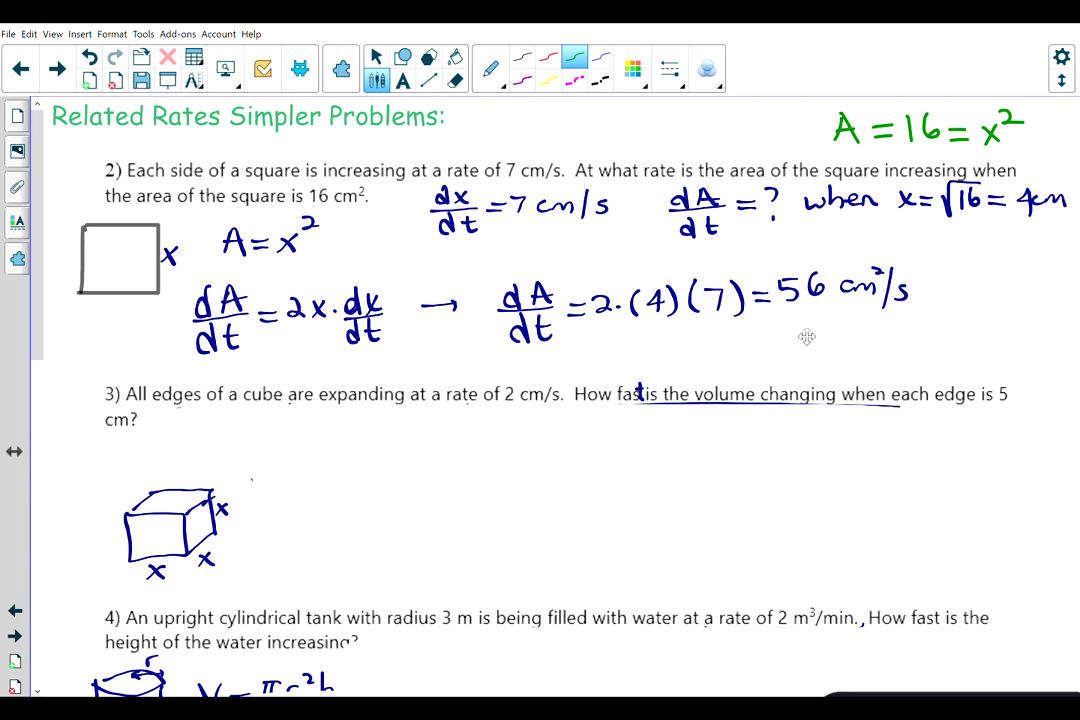 File Edit View Insert Format Tools Add-ons Account Help
Related Rates Simpler Problems:
A = 16 = x²
2) Each side of a square is increasing at a rate of 7 cm/s. At what rate is the area of the square increasing when
the area of the square is 16 cm².
dx/dt = 7 cm/s dA/dt = ? when x = √16 = 4cm
x A = x²
dA/dt = 2x · dx/dt → dA/dt = 2 · (4)(7) = 56 cm²/s
3) All edges of a cube are expanding at a rate of 2 cm/s. How fast is the volume changing when each edge is 5
cm?
x
x
x
4) An upright cylindrical tank with radius 3 m is being filled with water at a rate of 2 m³/min., How fast is the
height of the water increasing?
r
V = πr²h